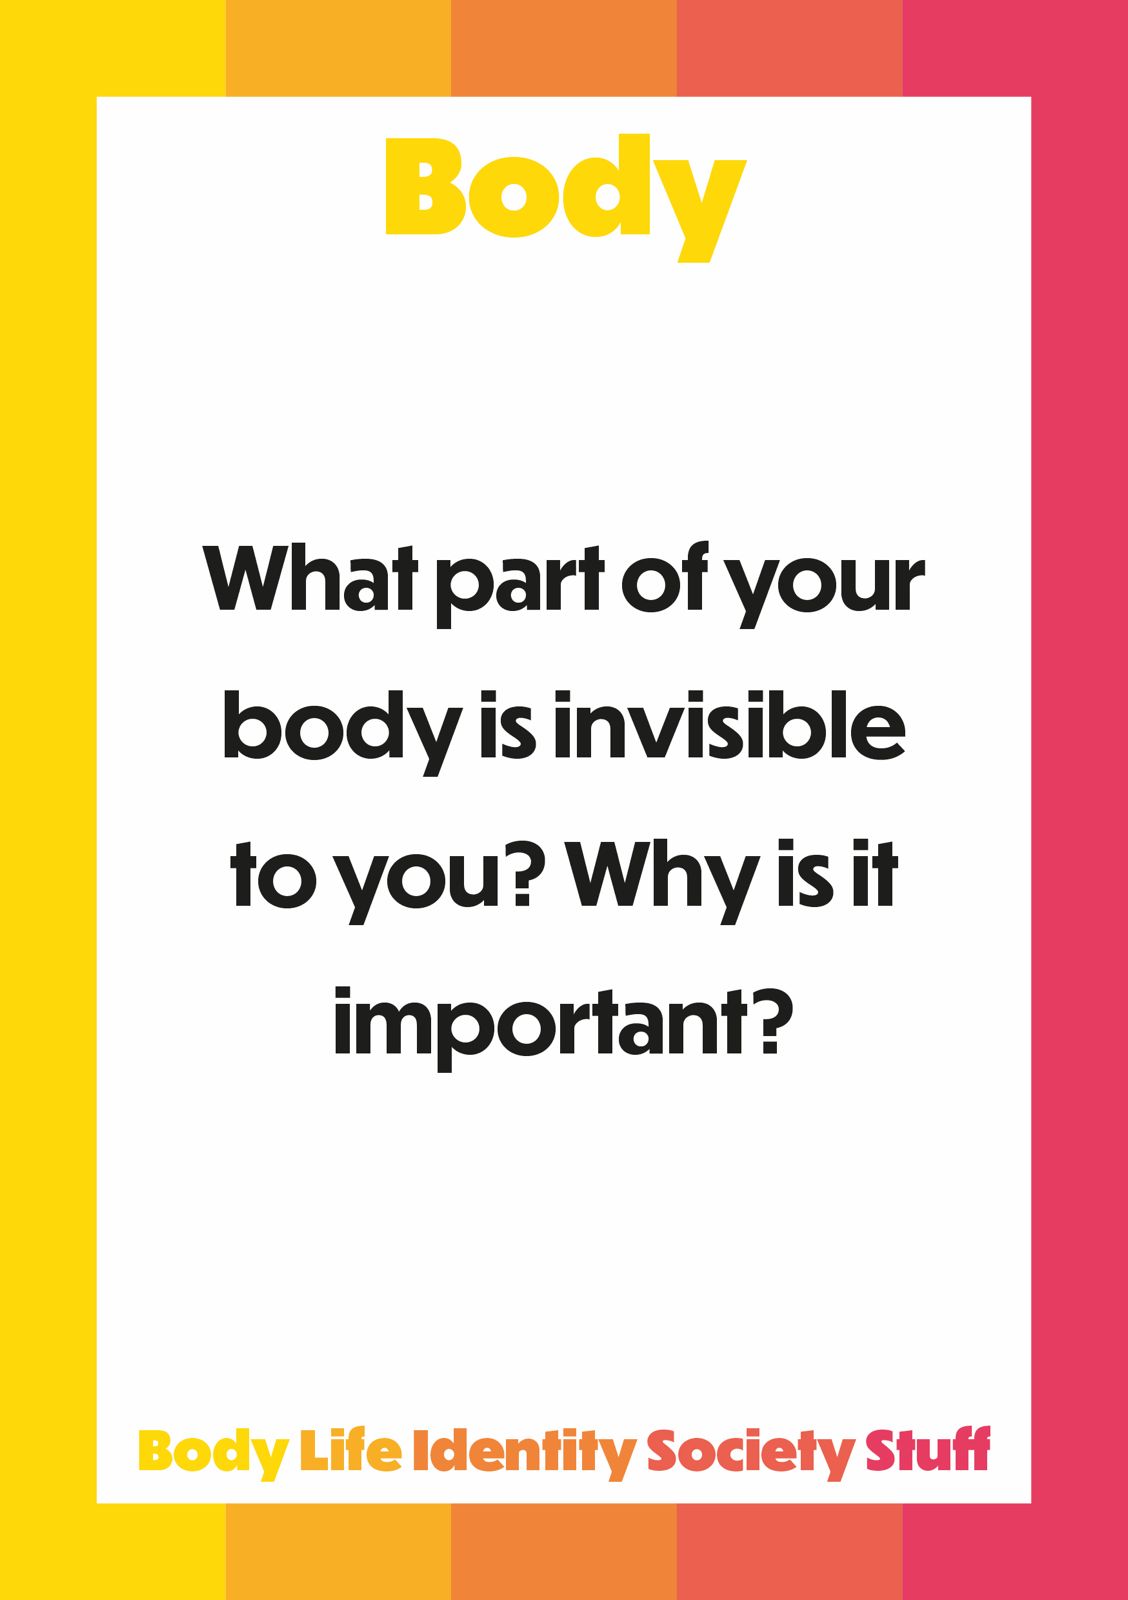 Body
What part of your
body is invisible
to you? Why is it
important?
Body Life Identity Society Stuff